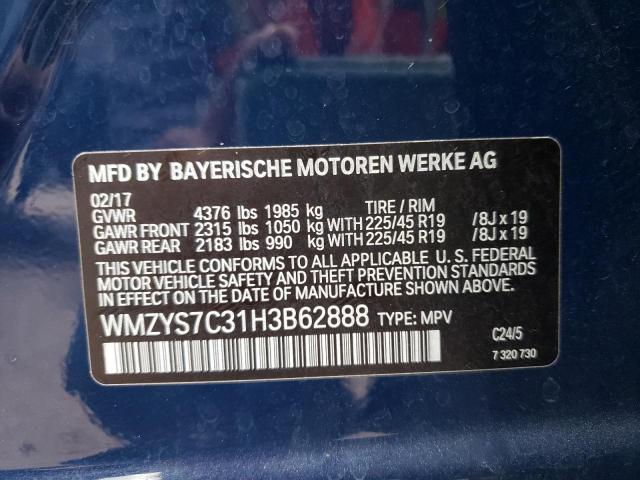 MFD BY BAYERISCHE MOTOREN WERKE AG
02/17
GVWR 4376 lbs 1985 kg TIRE / RIM
GAWR FRONT 2315 lbs 1050 kg WITH 225/45 R19 /8J x 19
GAWR REAR 2183 lbs 990 kg WITH 225/45 R19 /8J x 19
THIS VEHICLE CONFORMS TO ALL APPLICABLE U. S. FEDERAL
MOTOR VEHICLE SAFETY AND THEFT PREVENTION STANDARDS
IN EFFECT ON THE DATE OF MANUFACTURE SHOWN ABOVE.
WMZYS7C31H3B62888 TYPE: MPV
C24/5
7 320 730